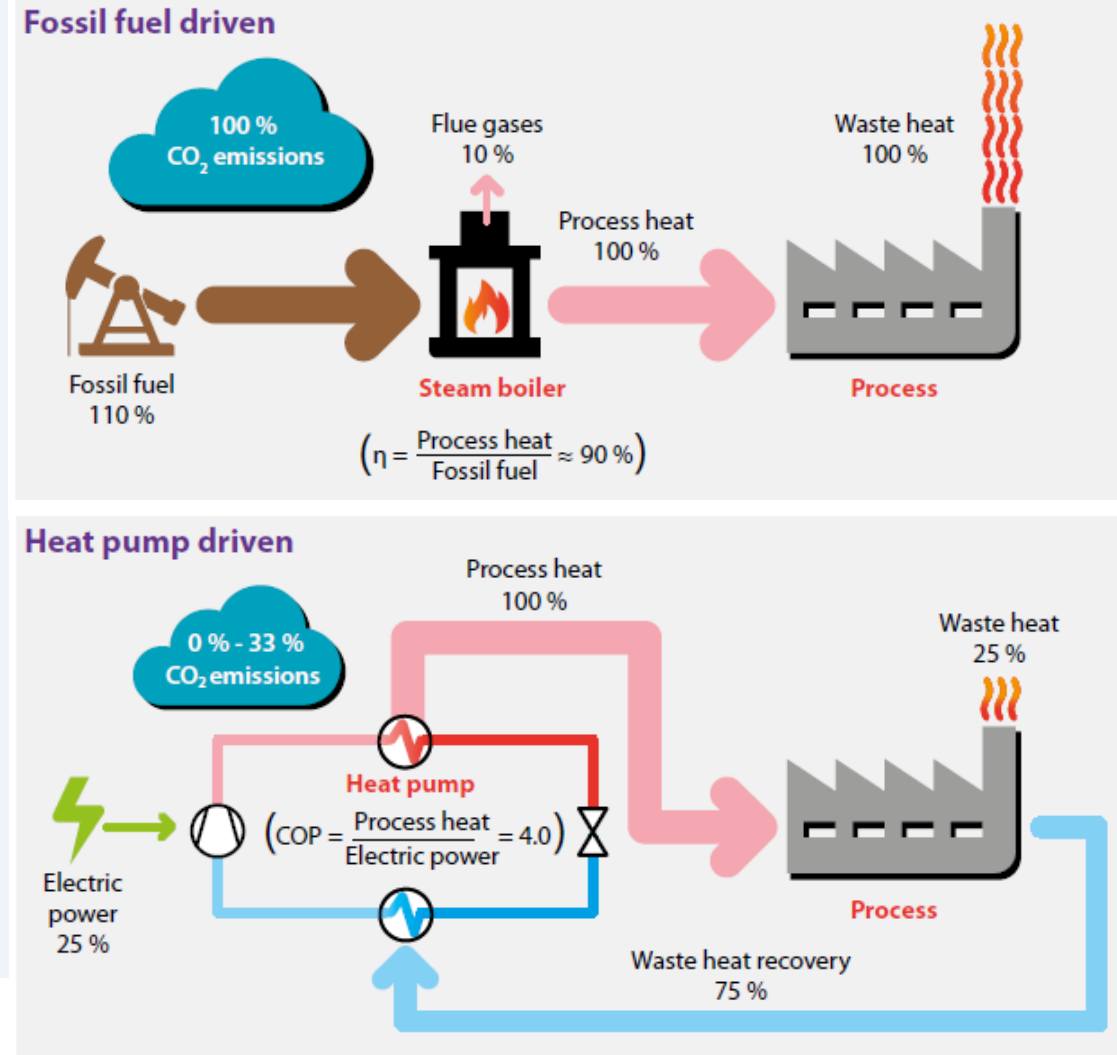 Fossil fuel driven
100 %
CO₂ emissions
Flue gases
10 %
Waste heat
100 %
Process heat
100 %
Fossil fuel
110 %
Steam boiler
Process
(η = Process heat / Fossil fuel ≈ 90 %)
Heat pump driven
Process heat
100 %
0 % - 33 %
CO₂ emissions
Waste heat
25 %
Heat pump
(COP = Process heat / Electric power = 4.0)
Electric
power
25 %
Process
Waste heat recovery
75 %